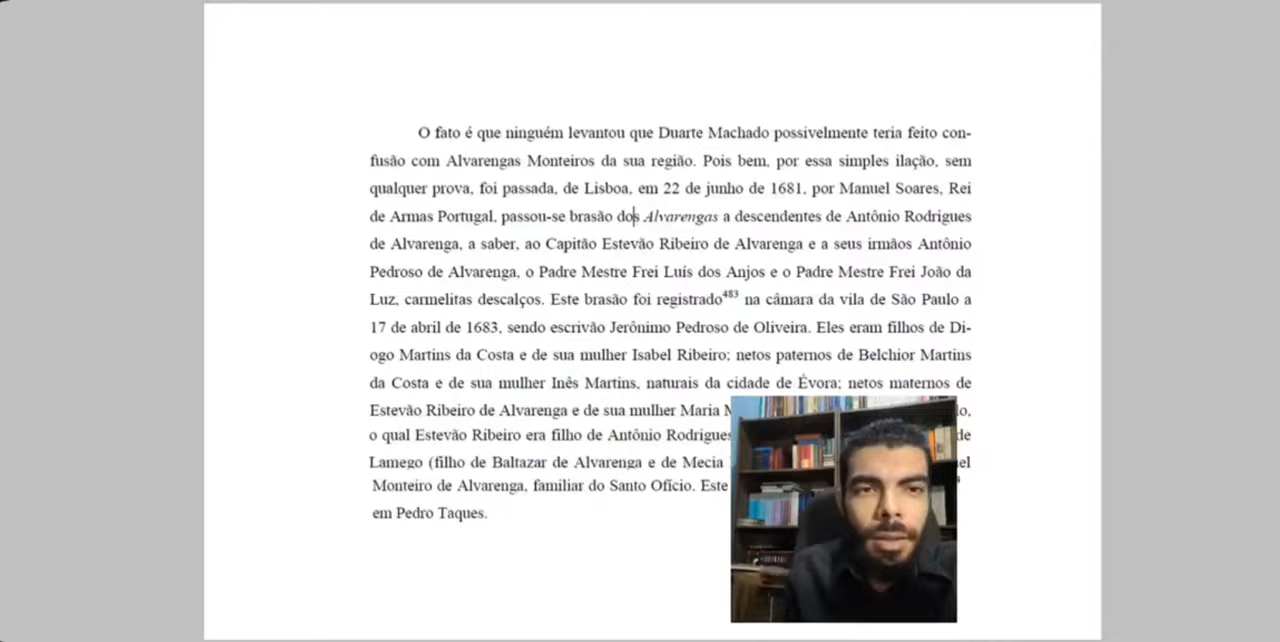 O fato é que ninguém levantou que Duarte Machado possivelmente teria feito con-
fusão com Alvarengas Monteiros da sua região. Pois bem, por essa simples ilação, sem
qualquer prova, foi passada, de Lisboa, em 22 de junho de 1681, por Manuel Soares, Rei
de Armas Portugal, passou-se brasão dos Alvarengas a descendentes de Antônio Rodrigues
de Alvarenga, a saber, ao Capitão Estevão Ribeiro de Alvarenga e a seus irmãos Antônio
Pedroso de Alvarenga, o Padre Mestre Frei Luís dos Anjos e o Padre Mestre Frei João da
Luz, carmelitas descalços. Este brasão foi registrado483 na câmara da vila de São Paulo a
17 de abril de 1683, sendo escrivão Jerônimo Pedroso de Oliveira. Eles eram filhos de Di-
ogo Martins da Costa e de sua mulher Isabel Ribeiro; netos paternos de Belchior Martins
da Costa e de sua mulher Inês Martins, naturais da cidade de Évora; netos maternos de
Estevão Ribeiro de Alvarenga e de sua mulher Maria
o qual Estevão Ribeiro era filho de Antônio Rodrigues de
Lamego (filho de Baltazar de Alvarenga e de Mecia
Monteiro de Alvarenga, familiar do Santo Ofício. Este
em Pedro Taques.